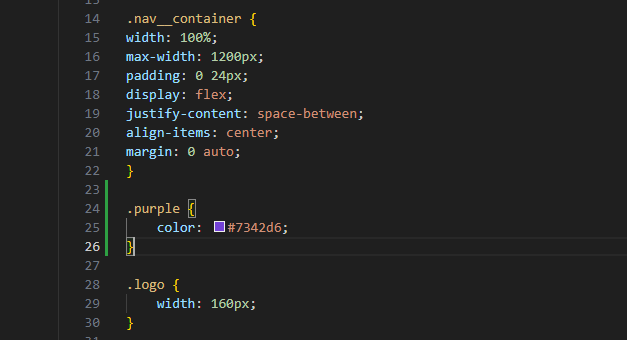 14 .nav__container {
15 width: 100%;
16 max-width: 1200px;
17 padding: 0 24px;
18 display: flex;
19 justify-content: space-between;
20 align-items: center;
21 margin: 0 auto;
22 }
23
24 .purple {
25 color: #7342d6;
26 }
27
28 .logo {
29 width: 160px;
30 }